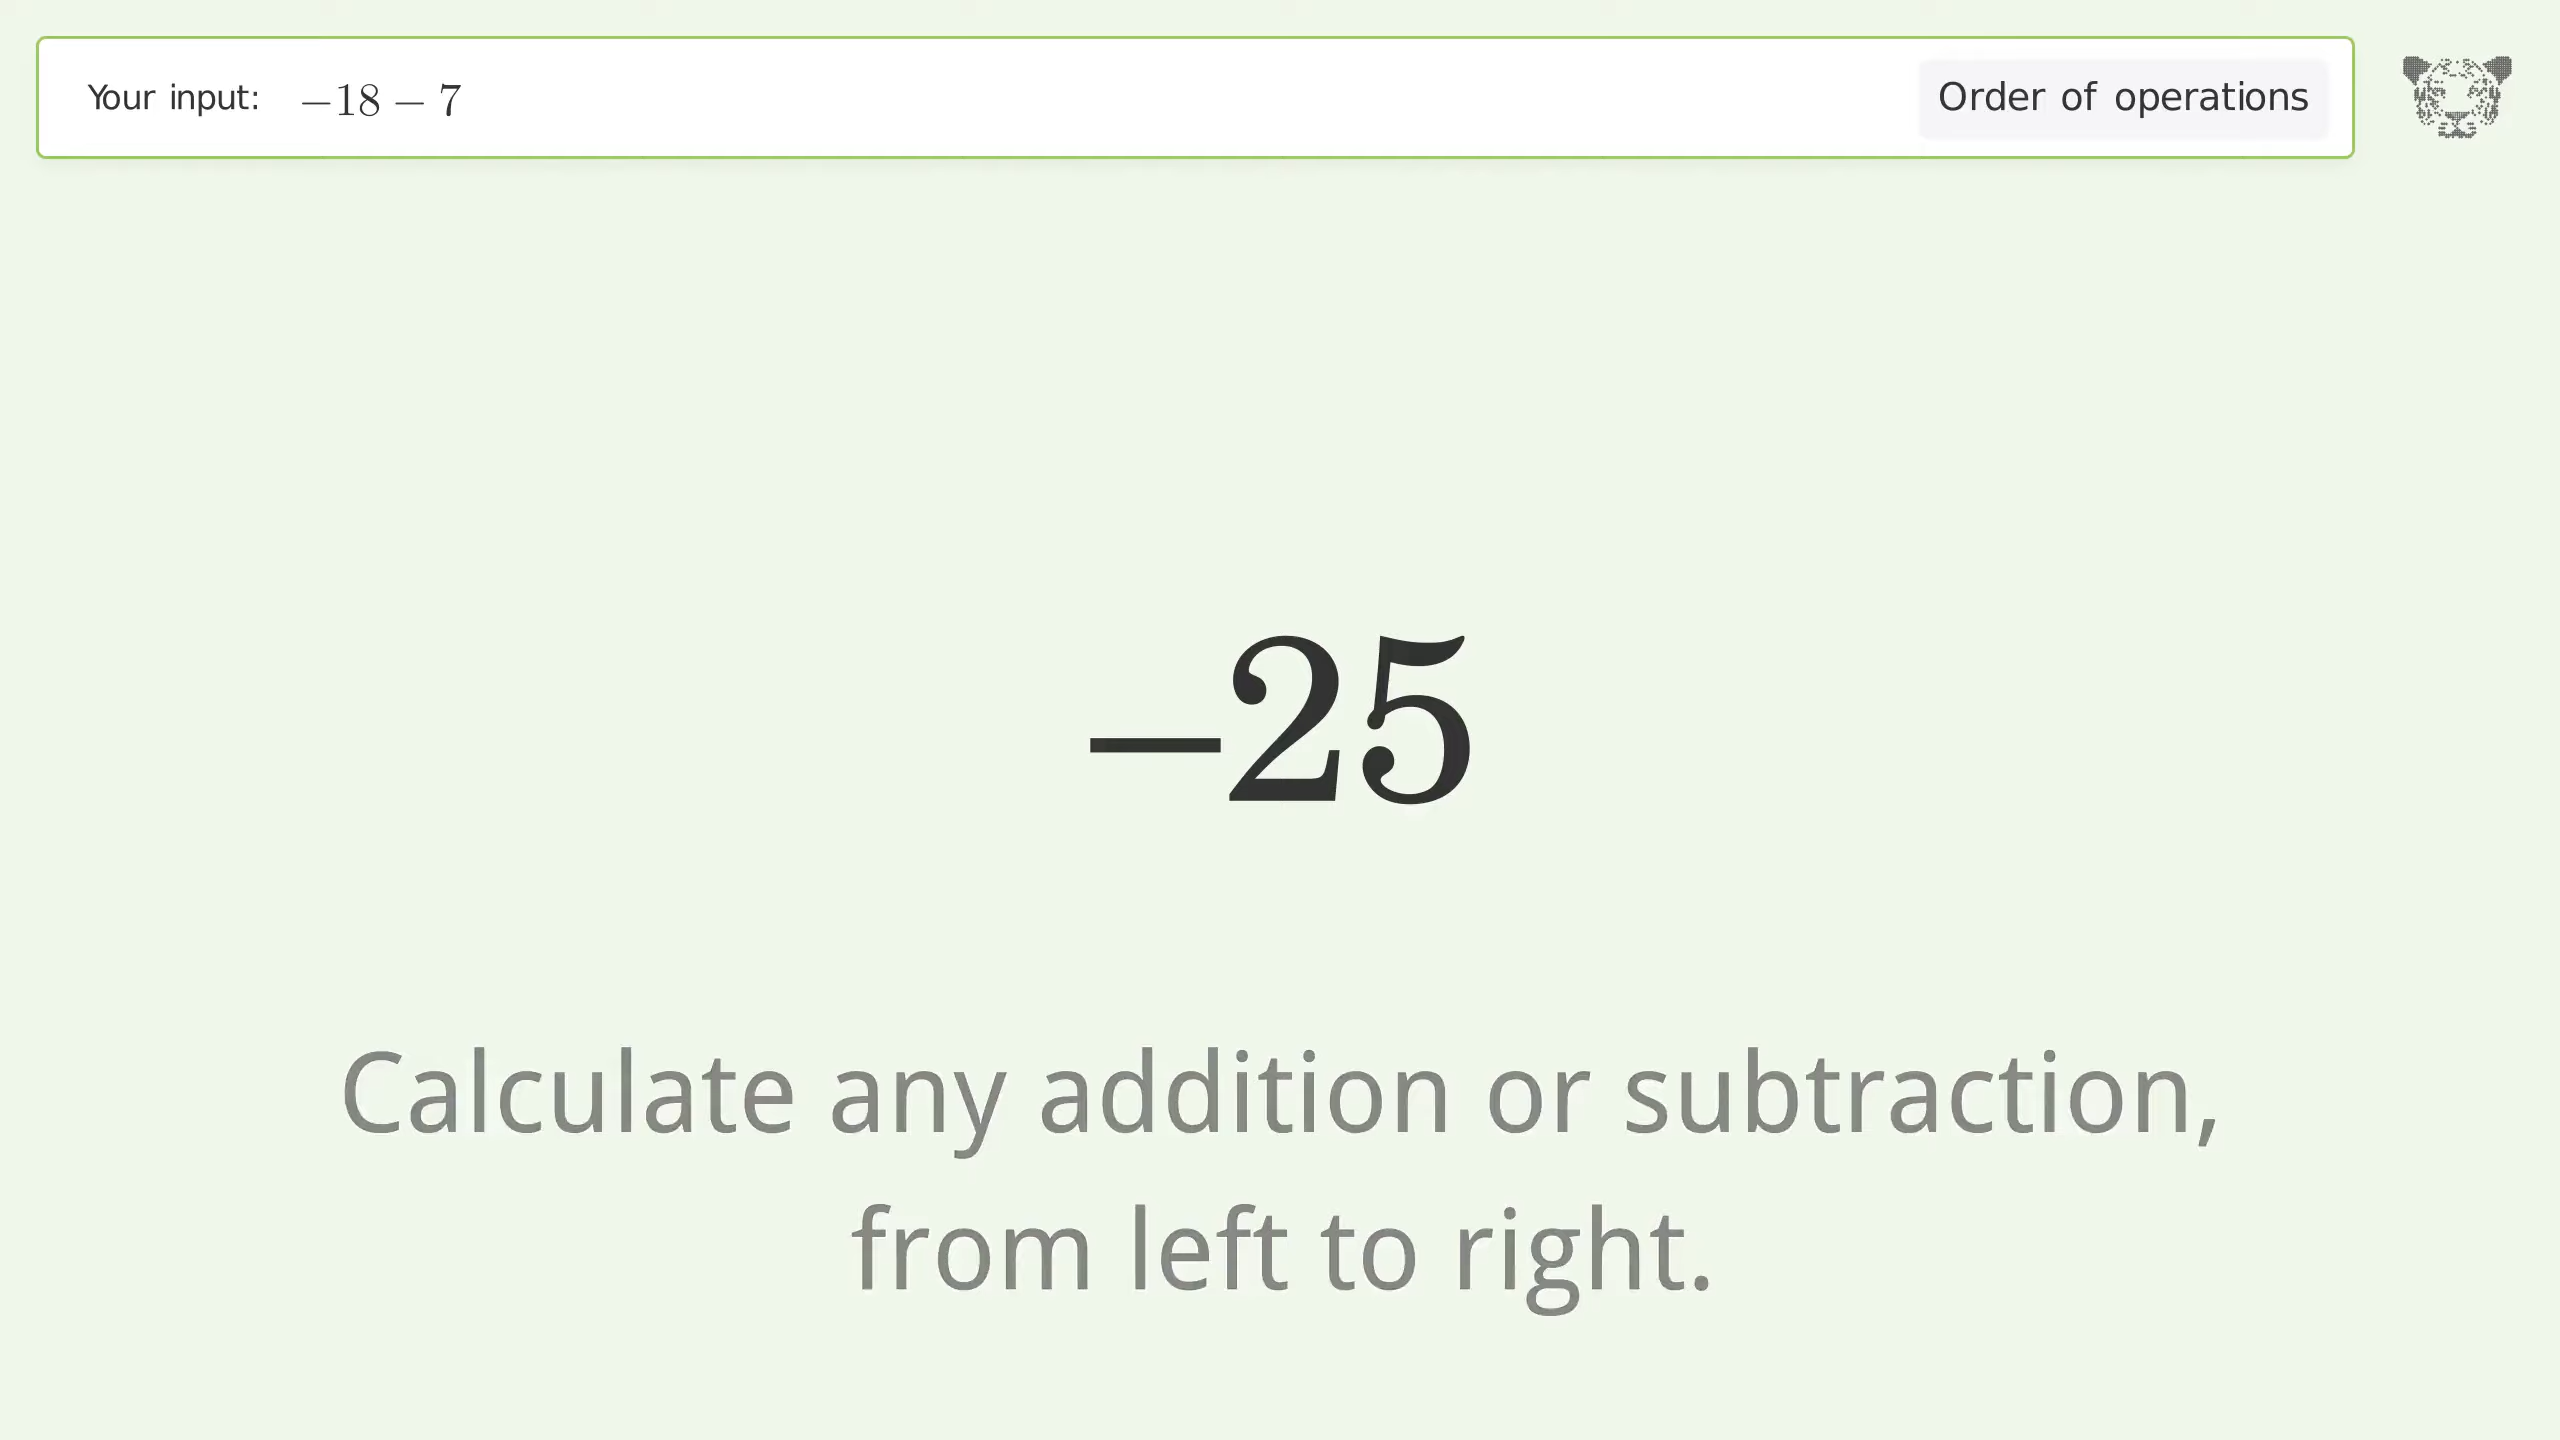 Your input: −18 − 7
Order of operations
−25
Calculate any addition or subtraction,
from left to right.